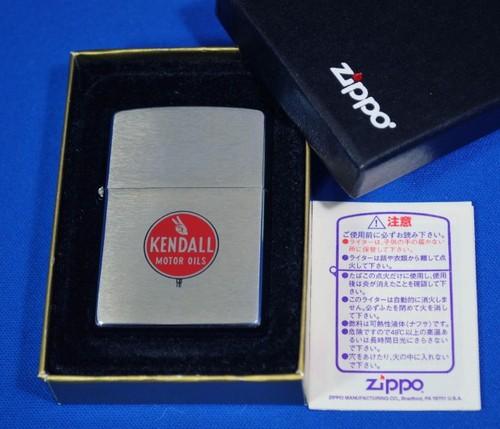 zippo
KENDALL
MOTOR OILS
注意
ご使用前に必ずお読み下さい。
●ライターは、子供の手の届かない
所に保管して下さい。
●ライターは顔や衣類から離して点
火して下さい。
●たばこの点火だけに使用し、使用
後は炎が消えたことを確認して下
さい。
●このライターは自動的に消火しま
せん。必ずふたを閉めて火を消し
て下さい。
●燃料は可熱性液体(ナフサ)です。
●危険ですので48℃以上の高温あ
るいは長時間日光にさらさない
で下さい。
●穴をあけたり、火の中に入れない
で下さい。
zippo
ZIPPO MANUFACTURING CO., Bradford, PA 16701 U.S.A.